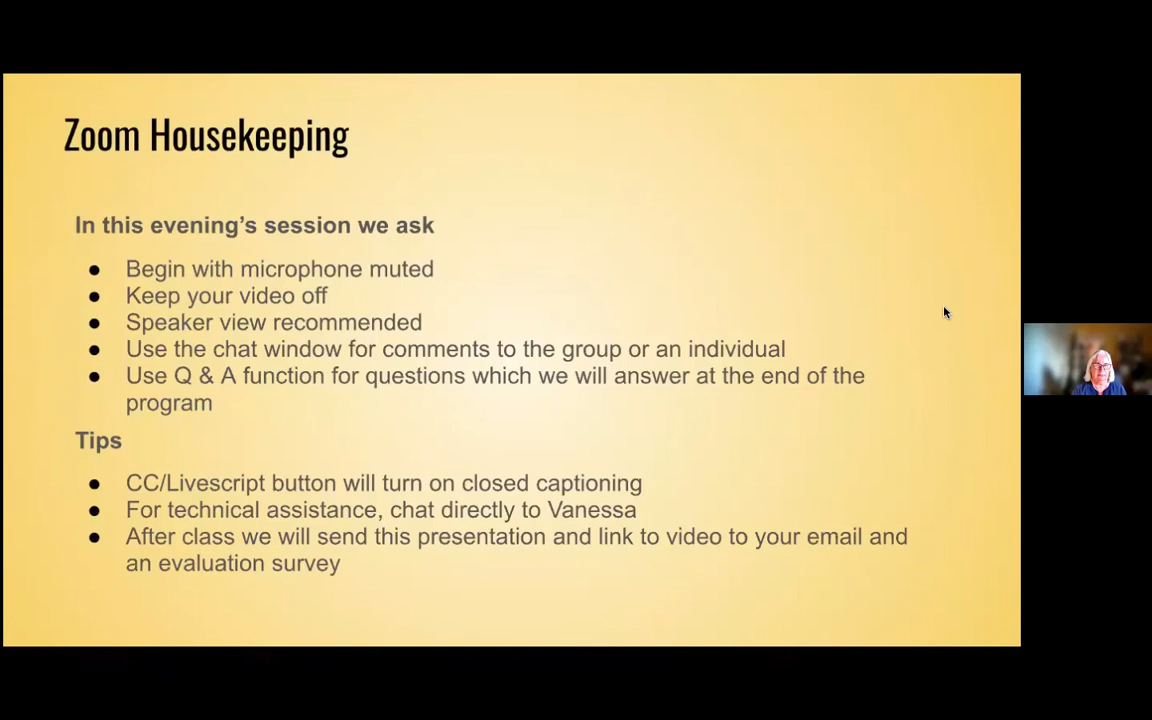 Zoom Housekeeping
In this evening’s session we ask
● Begin with microphone muted
● Keep your video off
● Speaker view recommended
● Use the chat window for comments to the group or an individual
● Use Q & A function for questions which we will answer at the end of the
program
Tips
● CC/Livescript button will turn on closed captioning
● For technical assistance, chat directly to Vanessa
● After class we will send this presentation and link to video to your email and
an evaluation survey